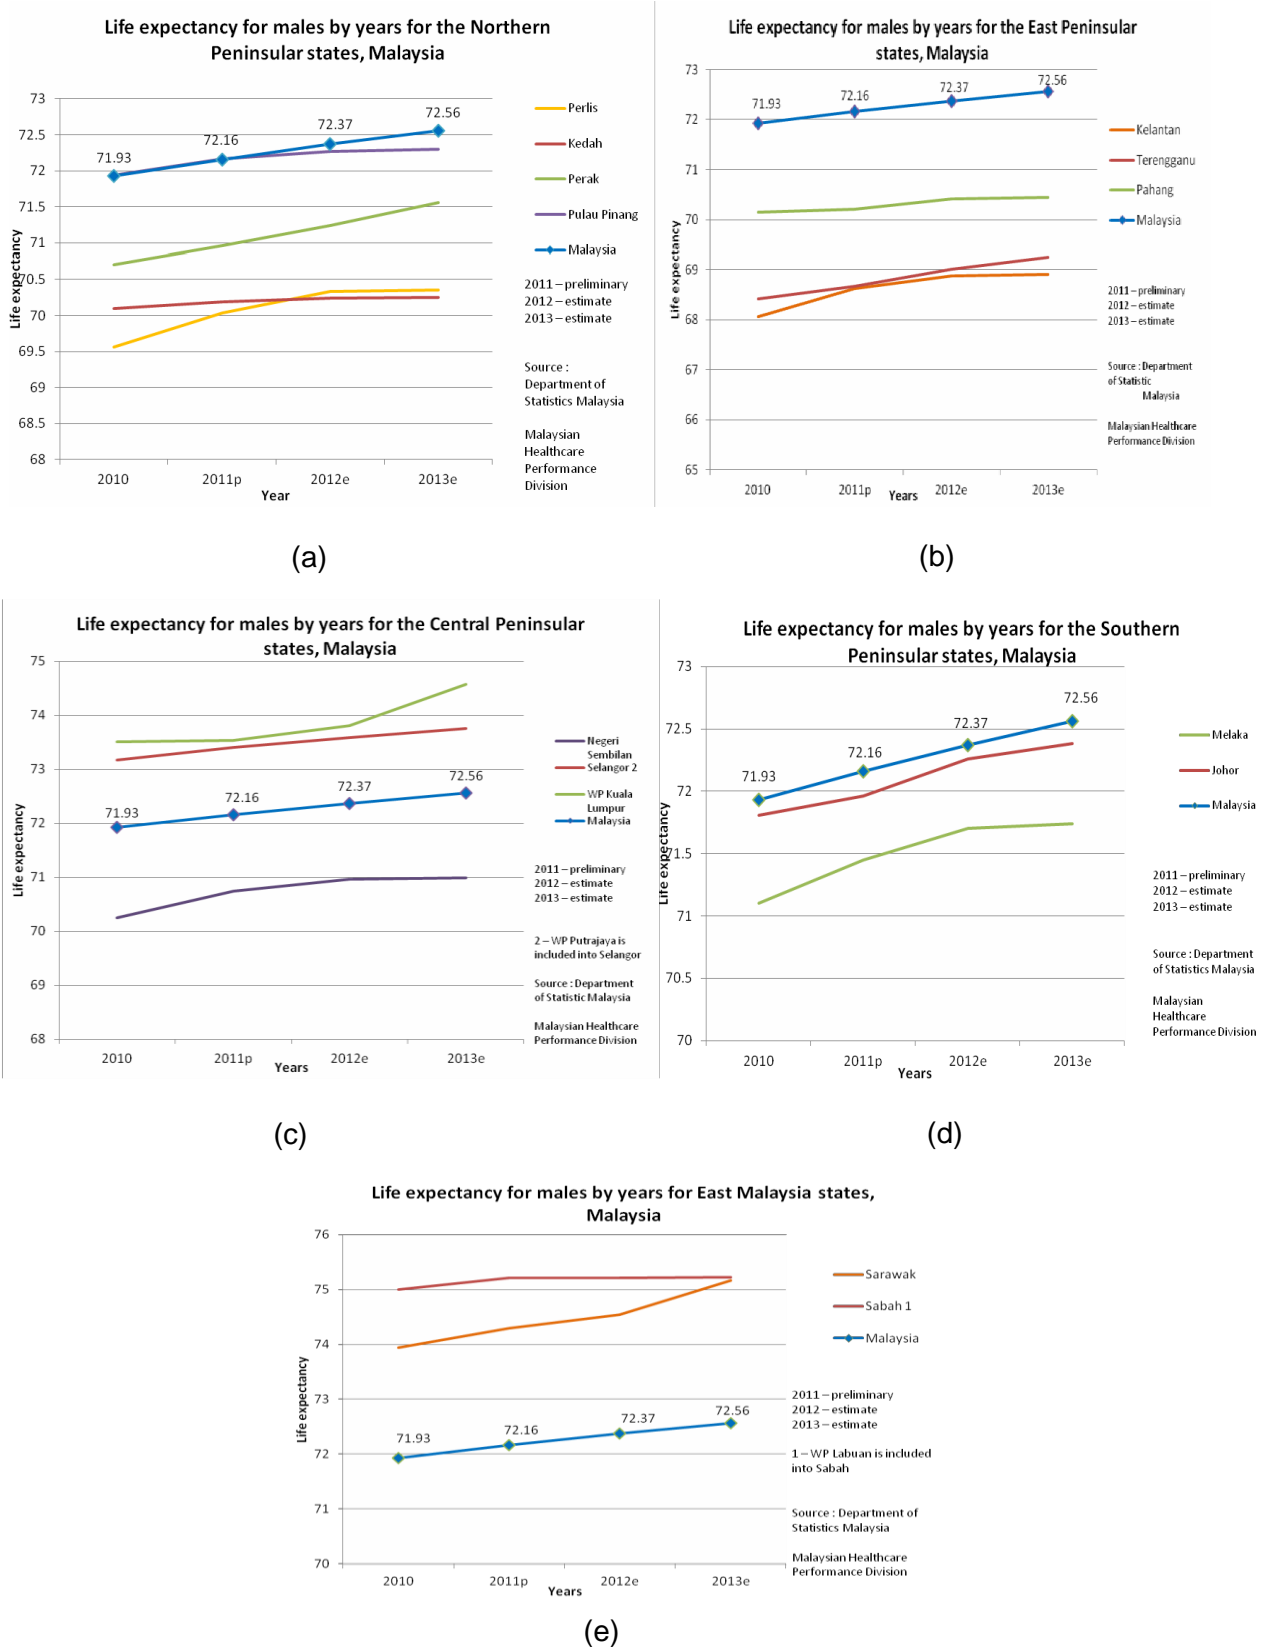 Life expectancy for males by years for the Northern
Peninsular states, Malaysia
73
72.5
72
71.5
71
70.5
70
69.5
69
68.5
68
Life expectancy
71.93
72.16
72.37
72.56
2010
2011p
2012e
2013e
Year
Perlis
Kedah
Perak
Pulau Pinang
Malaysia
2011 – preliminary
2012 – estimate
2013 – estimate
Source :
Department of
Statistics Malaysia
Malaysian
Healthcare
Performance
Division
(a)
Life expectancy for males by years for the East Peninsular
states, Malaysia
73
72
71
70
69
68
67
66
65
Life expectancy
71.93
72.16
72.37
72.56
2010
2011p
2012e
2013e
Years
Kelantan
Terengganu
Pahang
Malaysia
2011 – preliminary
2012 – estimate
2013 – estimate
Source : Department
of Statistic
Malaysia
Malaysian Healthcare
Performance Division
(b)
Life expectancy for males by years for the Central Peninsular
states, Malaysia
75
74
73
72
71
70
69
68
Life expectancy
71.93
72.16
72.37
72.56
2010
2011p
2012e
2013e
Years
Negeri
Sembilan
Selangor 2
WP Kuala
Lumpur
Malaysia
2011 – preliminary
2012 – estimate
2013 – estimate
2 – WP Putrajaya is
included into Selangor
Source : Department
of Statistic Malaysia
Malaysian Healthcare
Performance Division
(c)
Life expectancy for males by years for the Southern
Peninsular states, Malaysia
73
72.5
72
71.5
71
70.5
70
Life expectancy
71.93
72.16
72.37
72.56
2010
2011p
2012e
2013e
Years
Melaka
Johor
Malaysia
2011 – preliminary
2012 – estimate
2013 – estimate
Source : Department
of Statistics Malaysia
Malaysian
Healthcare
Performance Division
(d)
Life expectancy for males by years for East Malaysia states,
Malaysia
76
75
74
73
72
71
70
Life expectancy
71.93
72.16
72.37
72.56
2010
2011p
2012e
2013e
Years
Sarawak
Sabah 1
Malaysia
2011 – preliminary
2012 – estimate
2013 – estimate
1 – WP Labuan is included
into Sabah
Source : Department of
Statistics Malaysia
Malaysian Healthcare
Performance Division
(e)